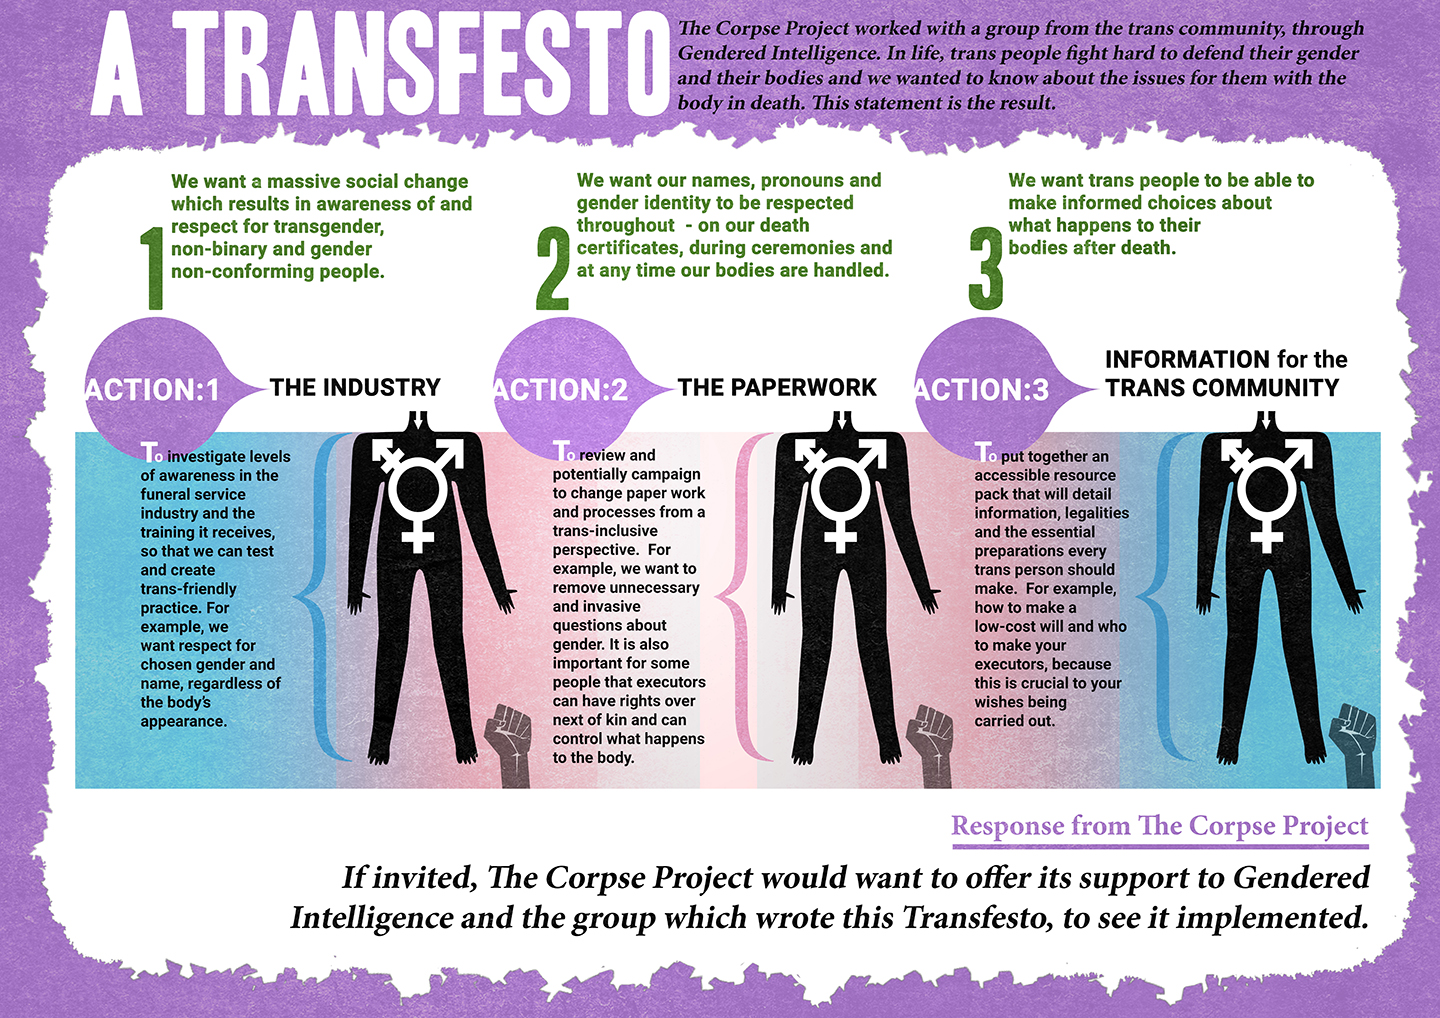 A TRANSFESTO
The Corpse Project worked with a group from the trans community, through
Gendered Intelligence. In life, trans people fight hard to defend their gender
and their bodies and we wanted to know about the issues for them with the
body in death. This statement is the result.
1
We want a massive social change
which results in awareness of and
respect for transgender,
non-binary and gender
non-conforming people.
2
We want our names, pronouns and
gender identity to be respected
throughout - on our death
certificates, during ceremonies and
at any time our bodies are handled.
3
We want trans people to be able to
make informed choices about
what happens to their
bodies after death.
ACTION:1
THE INDUSTRY
To investigate levels
of awareness in the
funeral service
industry and the
training it receives,
so that we can test
and create
trans-friendly
practice. For
example, we
want respect for
chosen gender and
name, regardless of
the body's
appearance.
ACTION:2
THE PAPERWORK
To review and
potentially campaign
to change paper work
and processes from a
trans-inclusive
perspective. For
example, we want to
remove unnecessary
and invasive
questions about
gender. It is also
important for some
people that executors
can have rights over
next of kin and can
control what happens
to the body.
ACTION:3
INFORMATION for the
TRANS COMMUNITY
To put together an
accessible resource
pack that will detail
information, legalities
and the essential
preparations every
trans person should
make. For example,
how to make a
low-cost will and who
to make your
executors, because
this is crucial to your
wishes being
carried out.
Response from The Corpse Project
If invited, The Corpse Project would want to offer its support to Gendered
Intelligence and the group which wrote this Transfesto, to see it implemented.